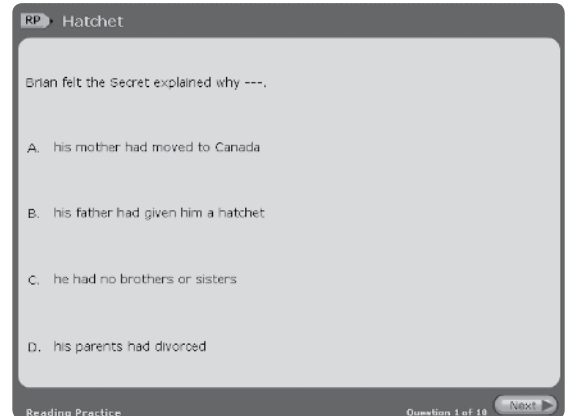 RP Hatchet
Brian felt the Secret explained why ---.
A. his mother had moved to Canada
B. his father had given him a hatchet
C. he had no brothers or sisters
D. his parents had divorced
Reading Practice Question 1 of 10 Next